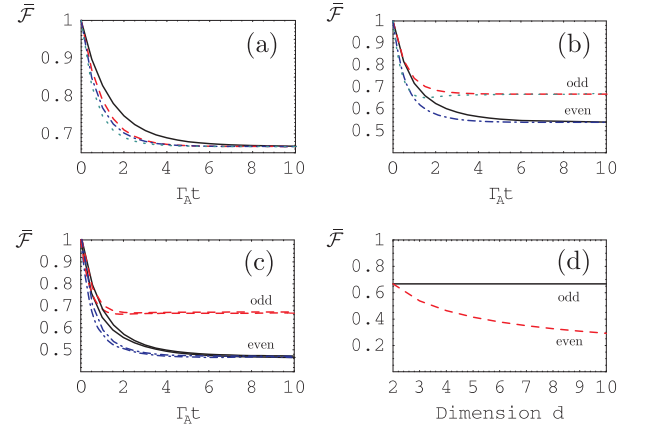 F̄ 1 (a)
0.9
0.8
0.7
0 2 4 6 8 10
Γ_A t
F̄ 1 (b)
0.9
0.8
0.7 odd
0.6 even
0.5
0 2 4 6 8 10
Γ_A t
F̄ 1 (c)
0.9
0.8
0.7 odd
0.6
0.5 even
0 2 4 6 8 10
Γ_A t
F̄ 1 (d)
0.8
0.6 odd
0.4
0.2 even
2 3 4 5 6 7 8 9 10
Dimension d